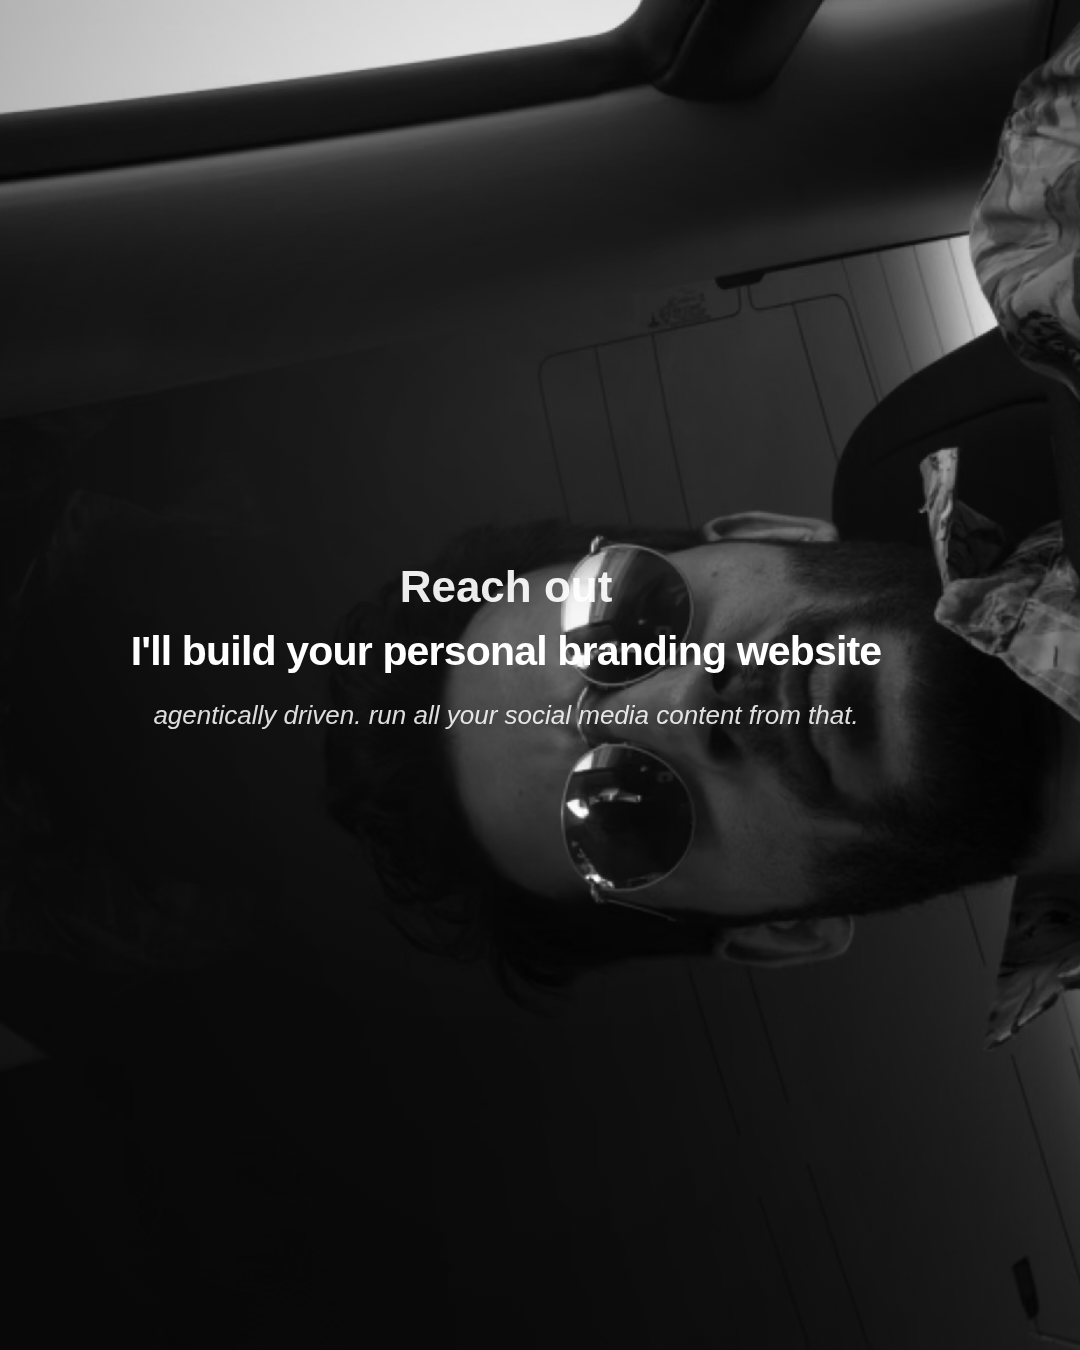 Reach out
I'll build your personal branding website
agentically driven. run all your social media content from that.